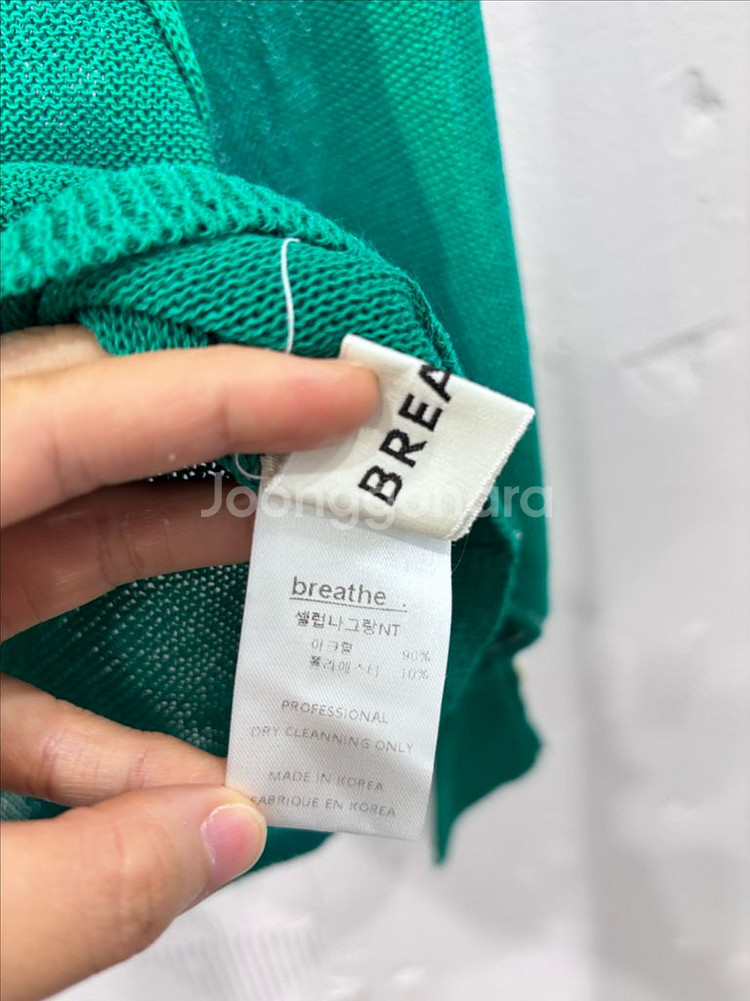 BREA
Joonggonara
breathe .
셀럽나그랑NT
아크릴 90%
폴리에스터 10%
PROFESSIONAL
DRY CLEANNING ONLY
MADE IN KOREA
FABRIQUE EN KOREA